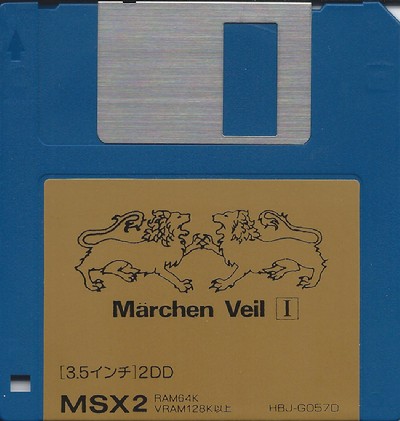 Märchen Veil I
[3.5インチ]2DD
MSX2 RAM64K
VRAM128K以上
HBJ-G057D